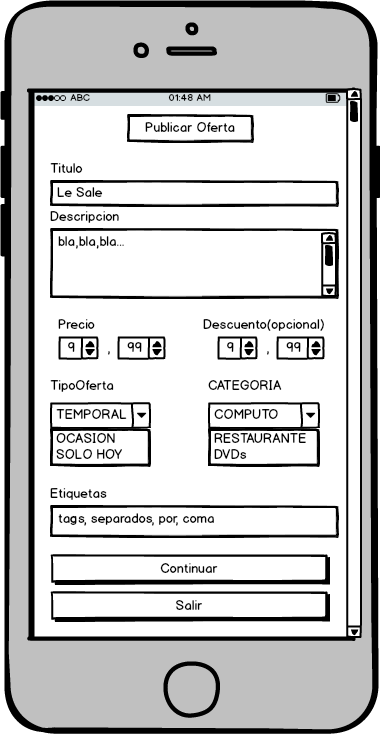 ABC 01:48 AM
Publicar Oferta
Titulo
Le Sale
Descripcion
bla,bla,bla...
Precio Descuento(opcional)
9 , 99 9 , 99
TipoOferta CATEGORIA
TEMPORAL COMPUTO
OCASION RESTAURANTE
SOLO HOY DVDs
Etiquetas
tags, separados, por, coma
Continuar
Salir